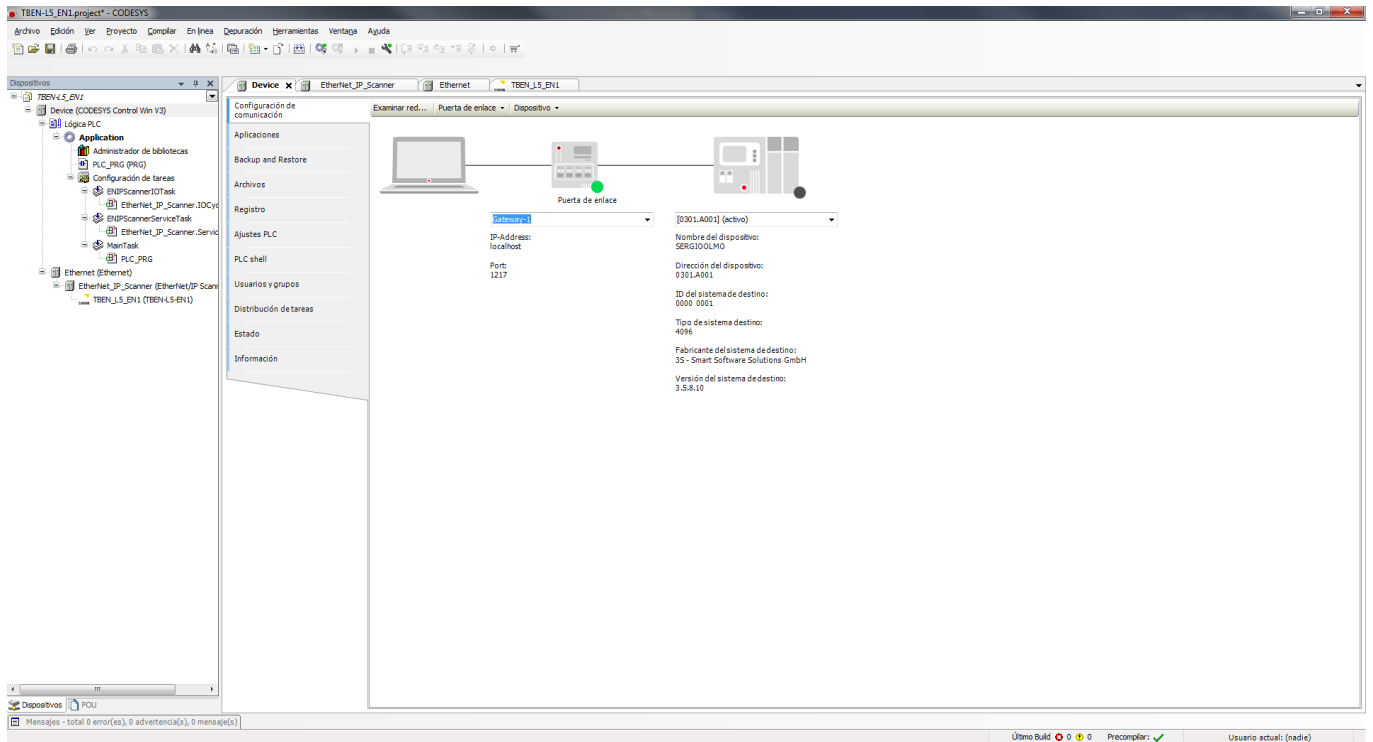 TBEN-L5_EN1.project* - CODESYS
Archivo Edición Ver Proyecto Compilar En línea Depuración Herramientas Ventana Ayuda
Dispositivos
TBEN-L5_EN1
Device (CODESYS Control Win V3)
Lógica PLC
Application
Administrador de bibliotecas
PLC_PRG (PRG)
Configuración de tareas
ENIPScannerIOTask
EtherNet_IP_Scanner.IOCyc
ENIPScannerServiceTask
EtherNet_IP_Scanner.Servic
MainTask
PLC_PRG
Ethernet (Ethernet)
EtherNet_IP_Scanner (EtherNet/IP Scann
TBEN_L5_EN1 (TBEN-L5-EN1)
Dispositivos POU
Device EtherNet_IP_Scanner Ethernet TBEN_L5_EN1
Configuración de
comunicación
Aplicaciones
Backup and Restore
Archivos
Registro
Ajustes PLC
PLC shell
Usuarios y grupos
Distribución de tareas
Estado
Información
Examinar red... Puerta de enlace Dispositivo
Puerta de enlace
Gateway-1
IP-Address:
localhost
Port:
1217
[0301.A001] (activo)
Nombre del dispositivo:
SERGIOOLMO
Dirección del dispositivo:
0301.A001
ID del sistema de destino:
0000 0001
Tipo de sistema destino:
4096
Fabricante del sistema de destino:
3S - Smart Software Solutions GmbH
Versión del sistema de destino:
3.5.8.10
Mensajes - total 0 error(es), 0 advertencia(s), 0 mensaje(s)
Último Build 0 0 Precompilar: Usuario actual: (nadie)